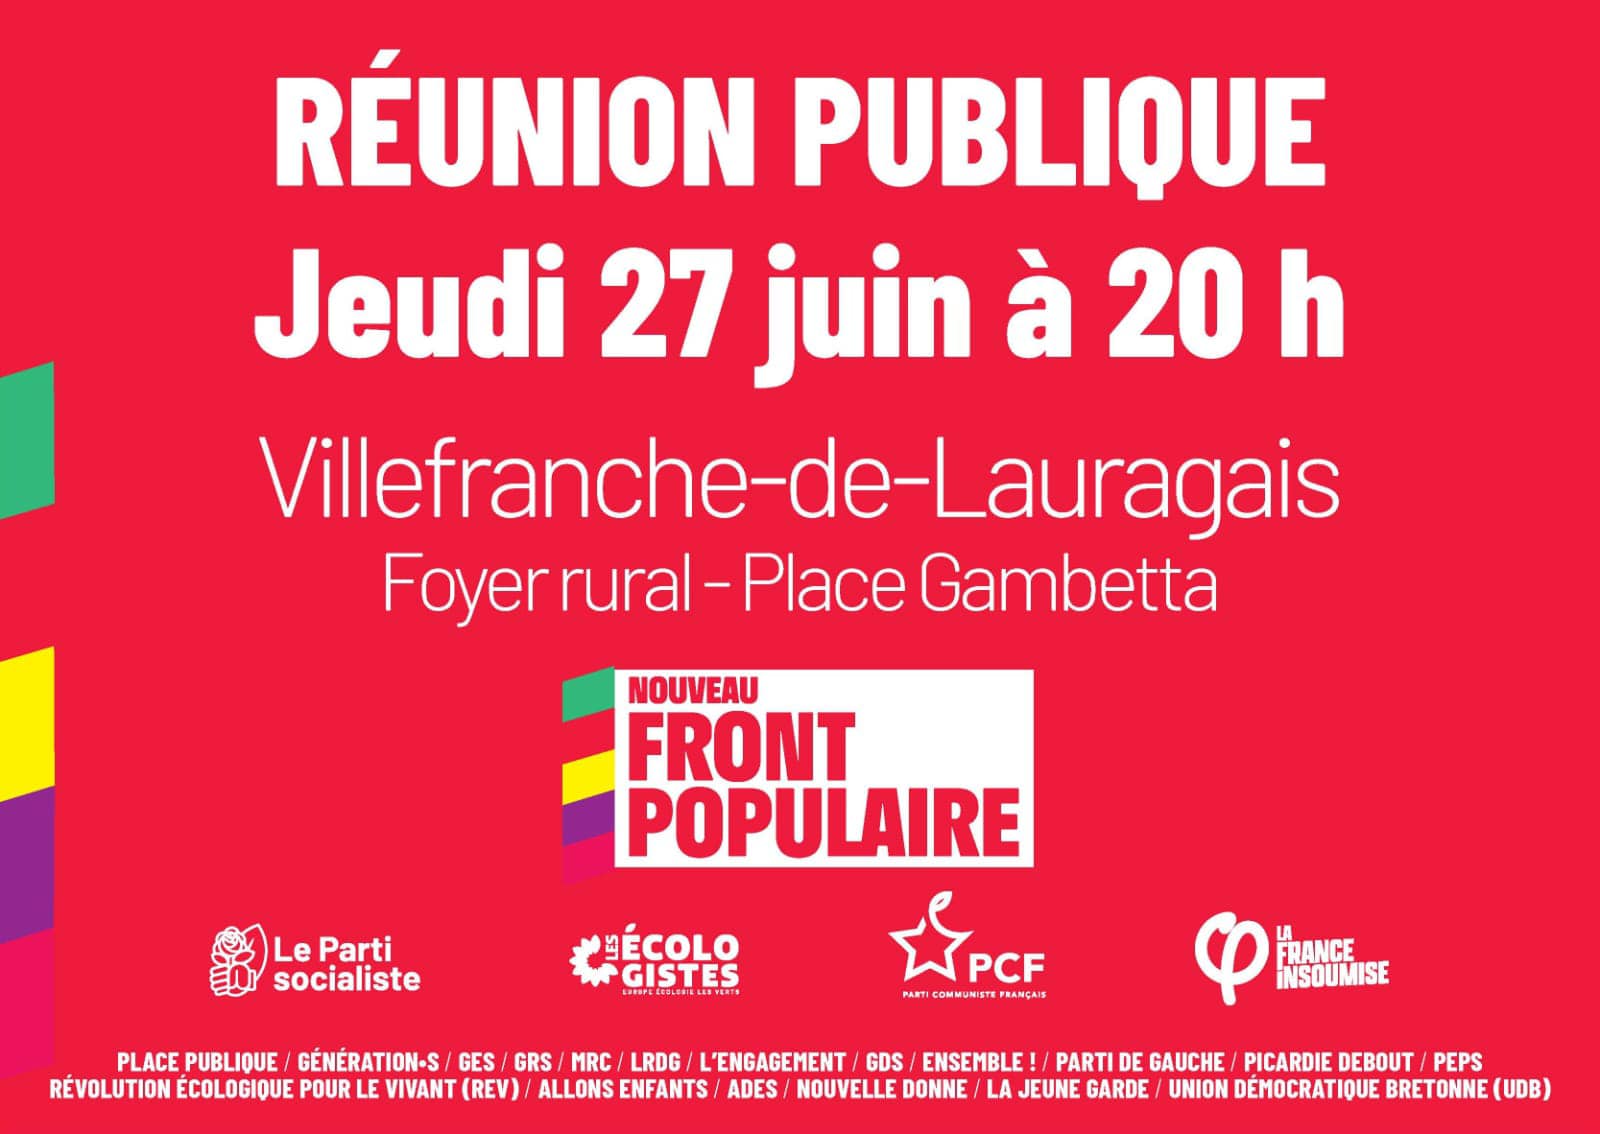 RÉUNION PUBLIQUE
Jeudi 27 juin à 20 h
Villefranche-de-Lauragais
Foyer rural - Place Gambetta
NOUVEAU
FRONT
POPULAIRE
Le Parti
socialiste
LES
ÉCOLO
GISTES
EUROPE ÉCOLOGIE LES VERTS
PCF
PARTI COMMUNISTE FRANÇAIS
LA
FRANCE
INSOUMISE
PLACE PUBLIQUE / GÉNÉRATION•S / GES / GRS / MRC / LRDG / L'ENGAGEMENT / GDS / ENSEMBLE ! / PARTI DE GAUCHE / PICARDIE DEBOUT / PEPS
RÉVOLUTION ÉCOLOGIQUE POUR LE VIVANT (REV) / ALLONS ENFANTS / ADES / NOUVELLE DONNE / LA JEUNE GARDE / UNION DÉMOCRATIQUE BRETONNE (UDB)